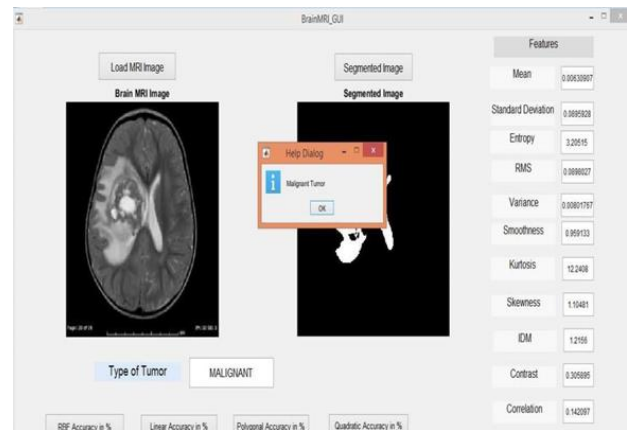 BrainMRI_GUI
Load MRI Image
Brain MRI Image
Segmented Image
Segmented Image
Help Dialog
Malignant Tumor
OK
Type of Tumor
MALIGNANT
RBF Accuracy in %
Linear Accuracy in %
Polygonal Accuracy in %
Quadratic Accuracy in %
Features
Mean
0.00630907
Standard Deviation
0.0895828
Entropy
3.20515
RMS
0.0898027
Variance
0.00801767
Smoothness
0.959133
Kurtosis
12.2408
Skewness
1.10481
IDM
1.2155
Contrast
0.305895
Correlation
0.142097